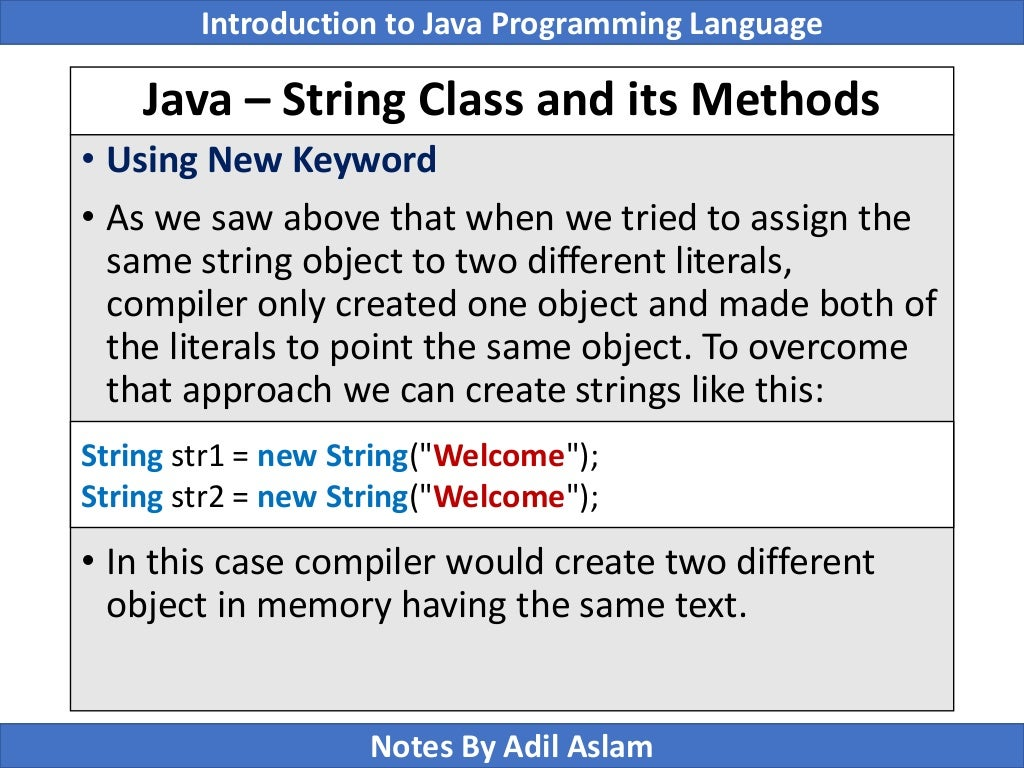 Introduction to Java Programming Language
Java – String Class and its Methods
• Using New Keyword
• As we saw above that when we tried to assign the
same string object to two different literals,
compiler only created one object and made both of
the literals to point the same object. To overcome
that approach we can create strings like this:
String str1 = new String("Welcome");
String str2 = new String("Welcome");
• In this case compiler would create two different
object in memory having the same text.
Notes By Adil Aslam